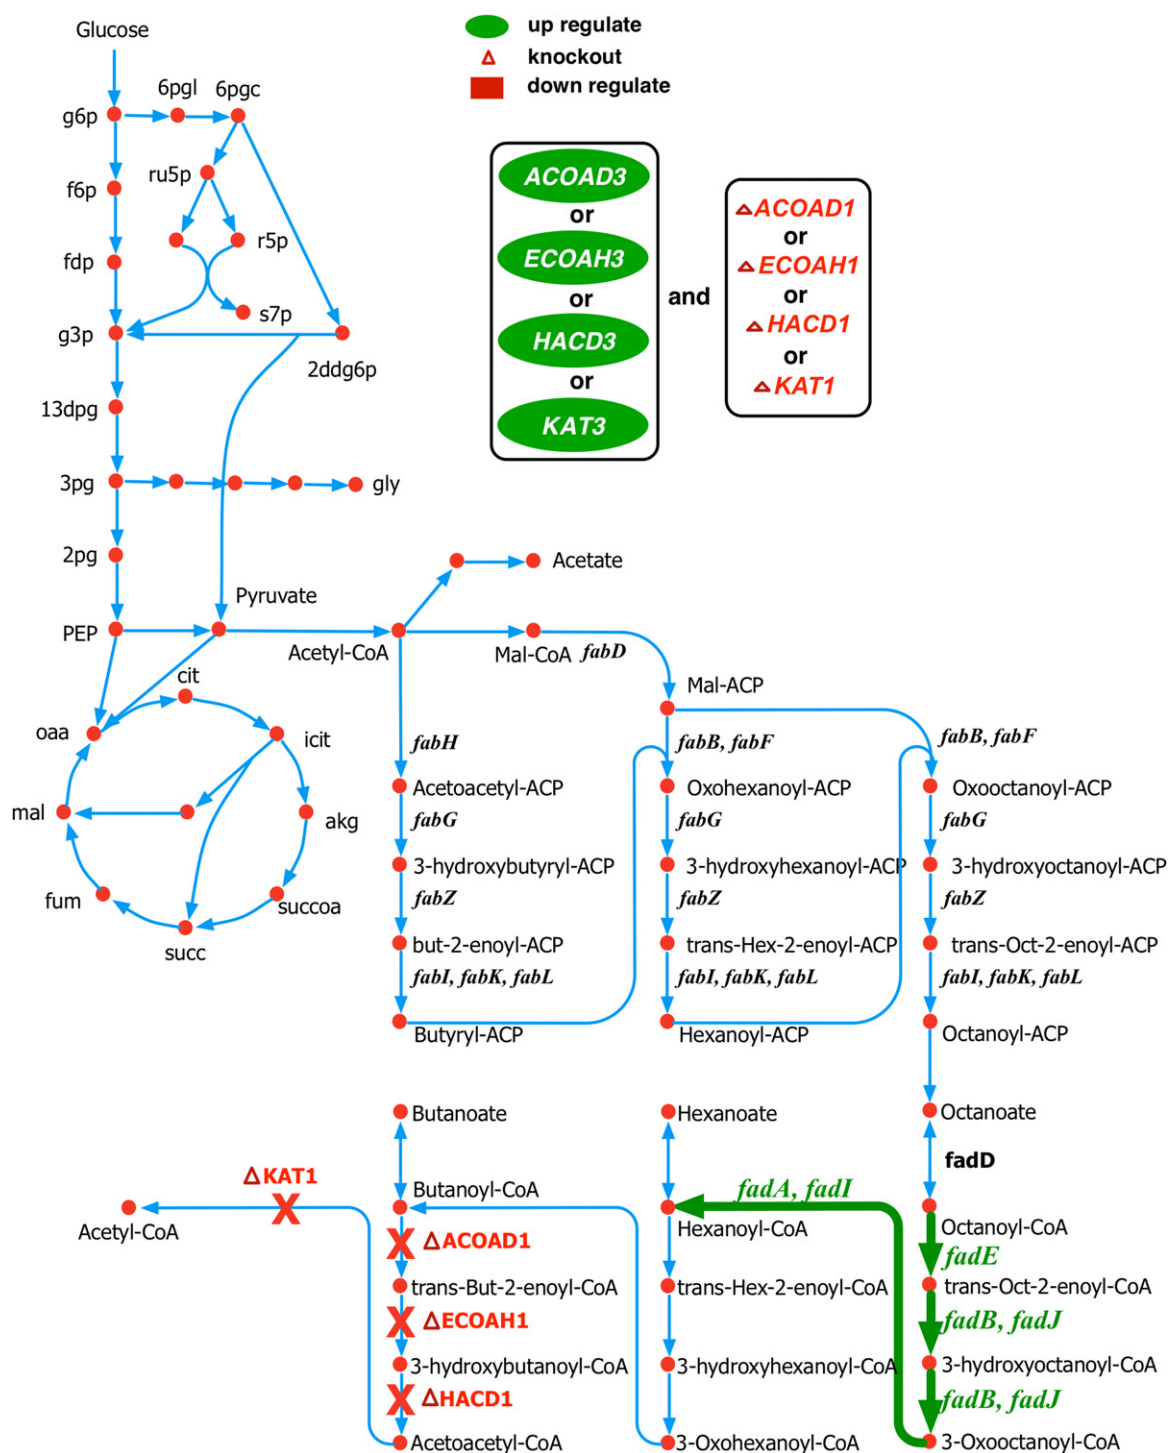 Glucose
up regulate
knockout
down regulate
6pgl
6pgc
g6p
ru5p
f6p
r5p
fdp
s7p
g3p
2ddg6p
13dpg
3pg
gly
2pg
PEP
Pyruvate
ACOAD3
or
ECOAH3
or
HACD3
or
KAT3
and
△ACOAD1
or
△ECOAH1
or
△HACD1
or
△KAT1
Acetate
Acetyl-CoA
Mal-CoA fabD
Mal-ACP
cit
oaa
icit
mal
akg
fum
succoa
succ
fabH
Acetoacetyl-ACP
fabG
3-hydroxybutyryl-ACP
fabZ
but-2-enoyl-ACP
fabI, fabK, fabL
Butyryl-ACP
fabB, fabF
Oxohexanoyl-ACP
fabG
3-hydroxyhexanoyl-ACP
fabZ
trans-Hex-2-enoyl-ACP
fabI, fabK, fabL
Hexanoyl-ACP
fabB, fabF
Oxooctanoyl-ACP
fabG
3-hydroxyoctanoyl-ACP
fabZ
trans-Oct-2-enoyl-ACP
fabI, fabK, fabL
Octanoyl-ACP
Octanoate
fadD
Octanoyl-CoA
fadE
trans-Oct-2-enoyl-CoA
fadB, fadJ
3-hydroxyoctanoyl-CoA
fadB, fadJ
3-Oxooctanoyl-CoA
fadA, fadI
Hexanoate
Hexanoyl-CoA
trans-Hex-2-enoyl-CoA
3-hydroxyhexanoyl-CoA
3-Oxohexanoyl-CoA
Butanoate
Butanoyl-CoA
△ACOAD1
trans-But-2-enoyl-CoA
△ECOAH1
3-hydroxybutanoyl-CoA
△HACD1
Acetoacetyl-CoA
△KAT1
Acetyl-CoA